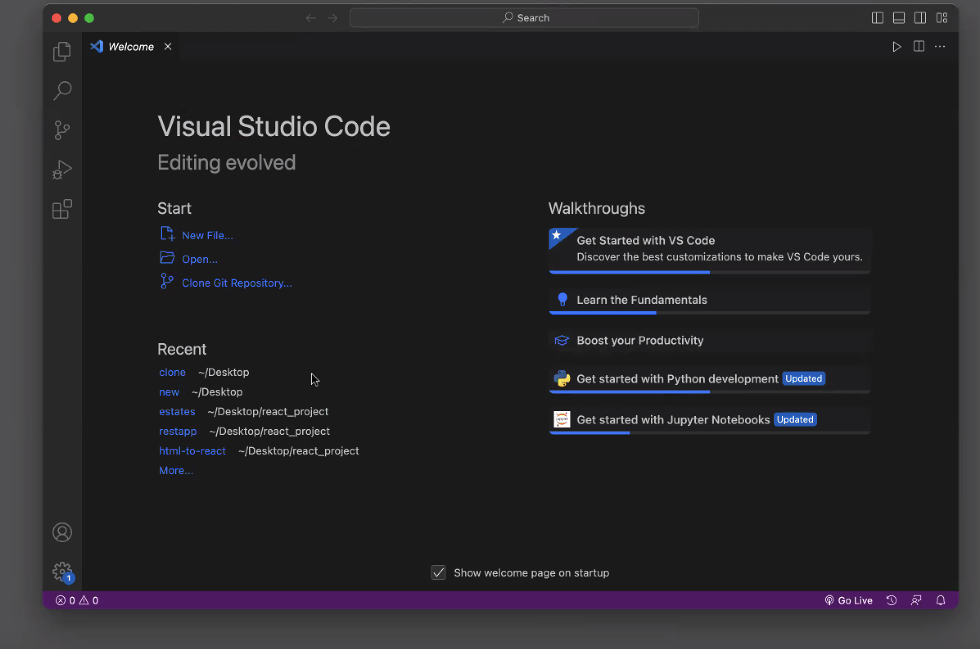 Search
Welcome
Visual Studio Code
Editing evolved
Start
New File...
Open...
Clone Git Repository...
Recent
clone ~/Desktop
new ~/Desktop
estates ~/Desktop/react_project
restapp ~/Desktop/react_project
html-to-react ~/Desktop/react_project
More...
Walkthroughs
Get Started with VS Code
Discover the best customizations to make VS Code yours.
Learn the Fundamentals
Boost your Productivity
Get started with Python development Updated
Get started with Jupyter Notebooks Updated
Show welcome page on startup
1
0 0
Go Live